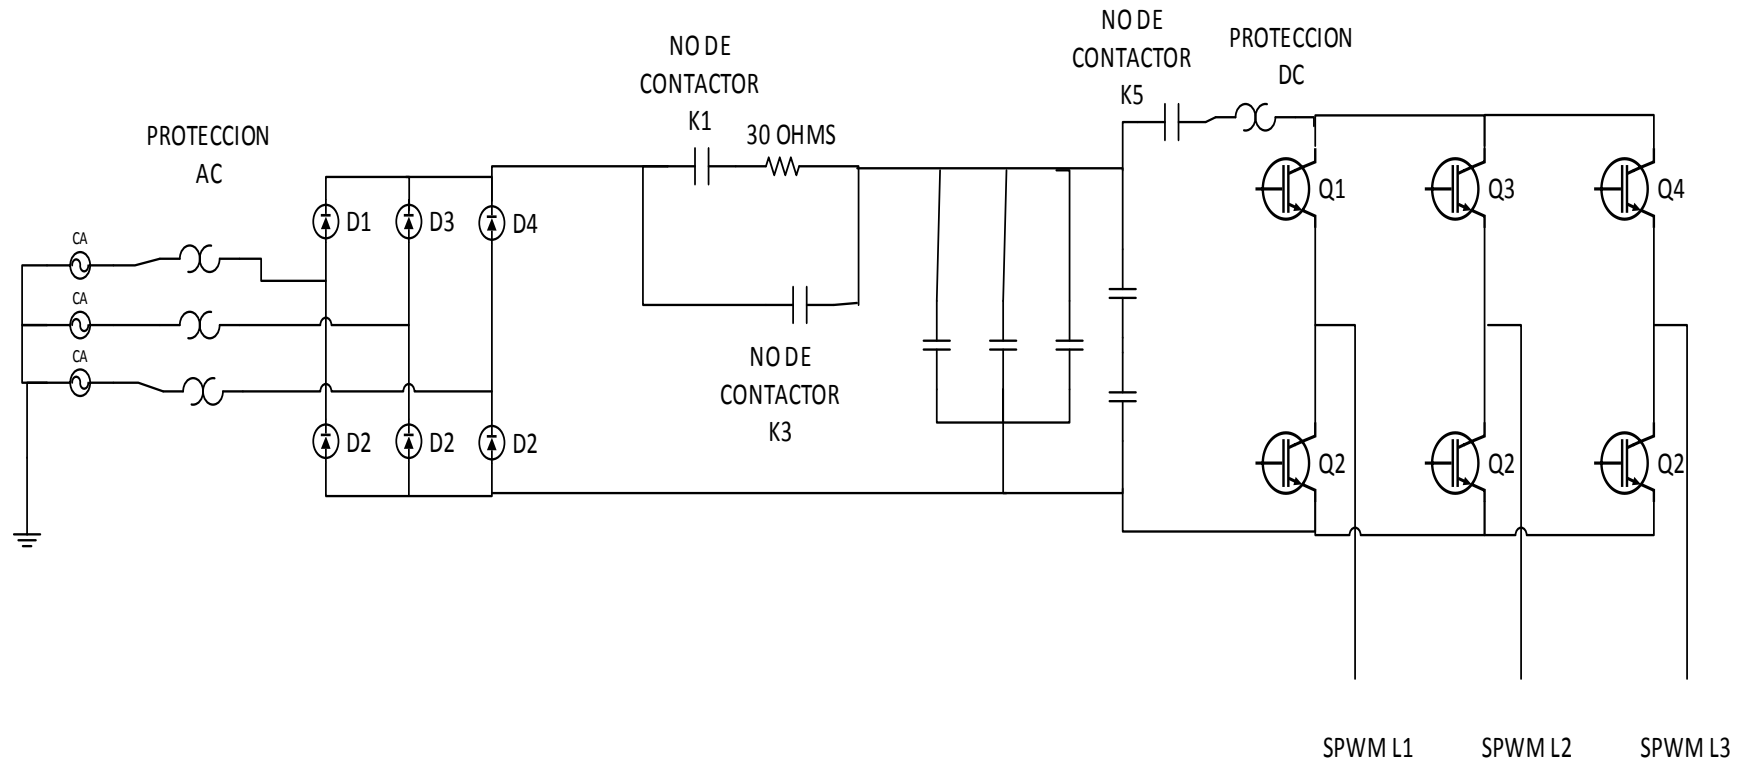 NO DE
CONTACTOR
K5
PROTECCION
DC
NO DE
CONTACTOR
K1
30 OHMS
PROTECCION
AC
Q1
Q3
Q4
D1
D3
D4
CA
CA
CA
NO DE
CONTACTOR
K3
D2
D2
D2
Q2
Q2
Q2
SPWM L1
SPWM L2
SPWM L3